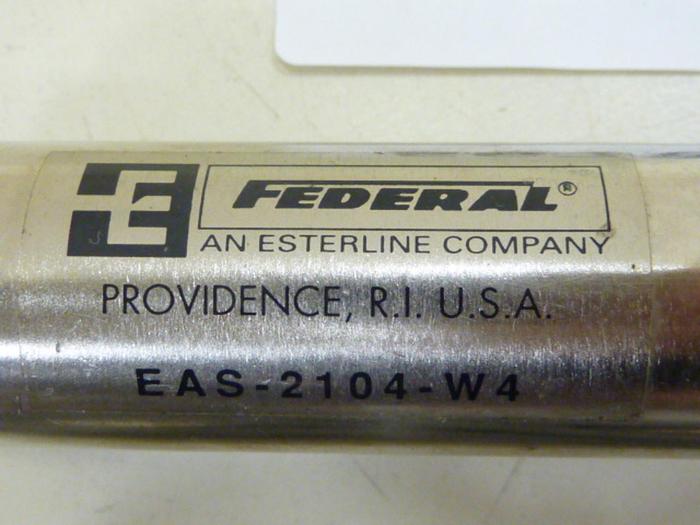 E FEDERAL®
AN ESTERLINE COMPANY
PROVIDENCE, R.I. U.S.A.
EAS-2104-W4